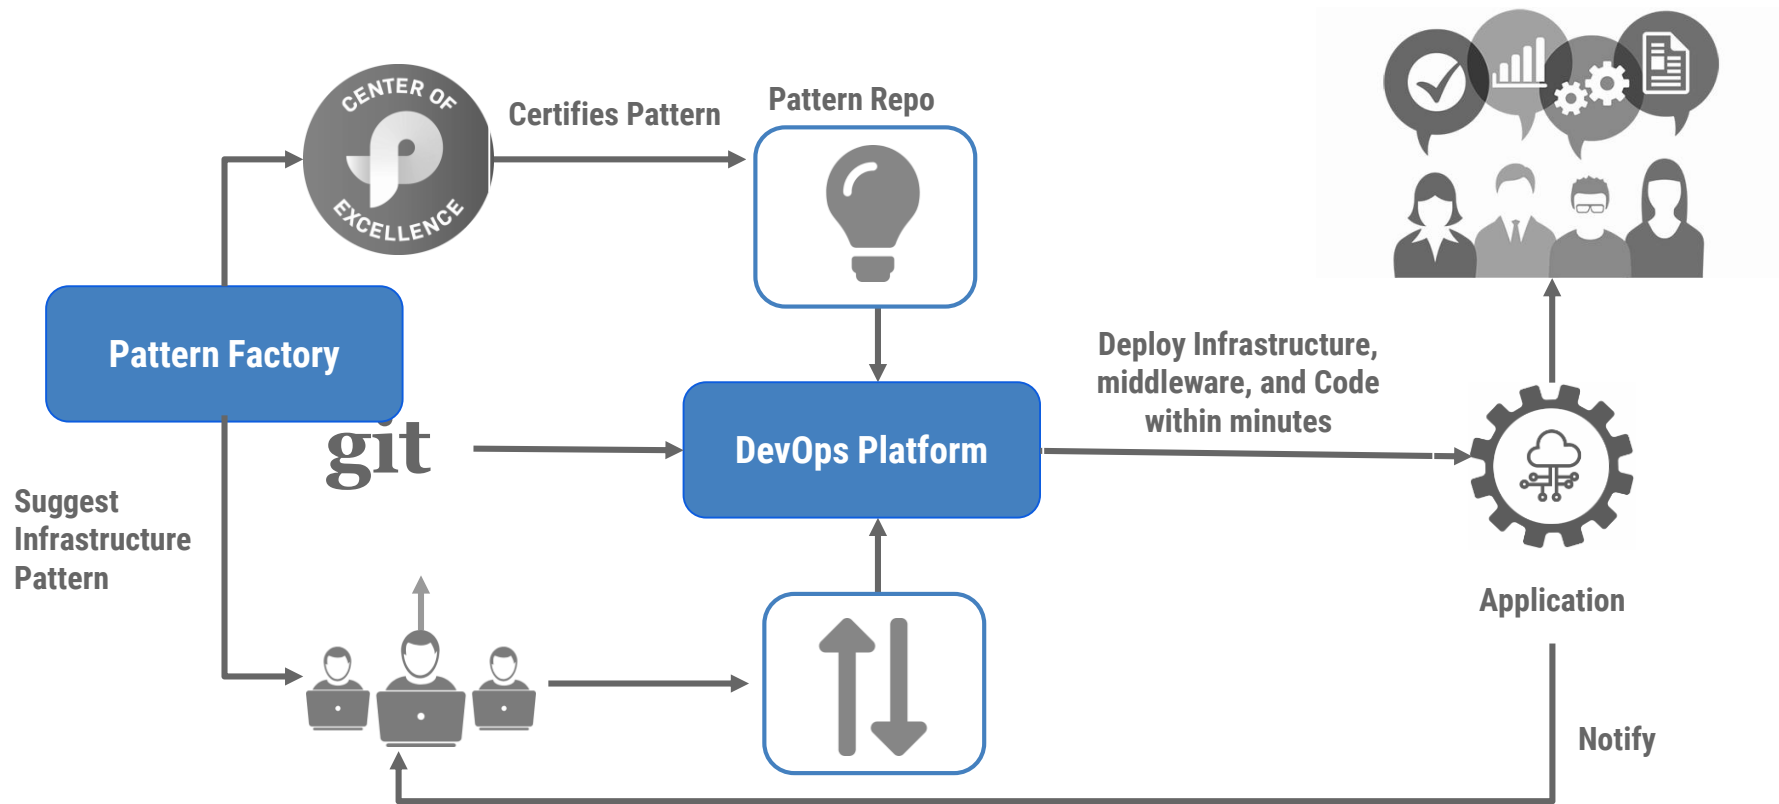 CENTER OF
EXCELLENCE
Certifies Pattern
Pattern Repo
Pattern Factory
git
DevOps Platform
Deploy Infrastructure,
middleware, and Code
within minutes
Suggest
Infrastructure
Pattern
Application
Notify